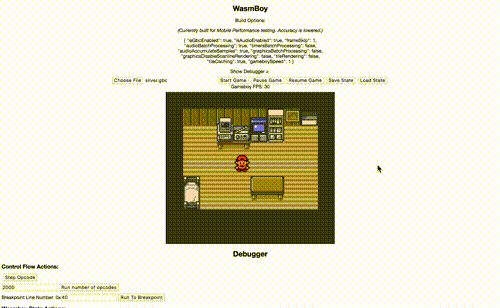 WasmBoy
Build Options:
(Currently built for Mobile Performance testing. Accuracy is lowered.)
{ "isGbcEnabled": true, "isAudioEnabled": true, "frameSkip": 1,
"audioBatchProcessing": true, "timersBatchProcessing": false,
"audioAccumulateSamples": true, "graphicsBatchProcessing": false,
"graphicsDisableScanlineRendering": false, "tileRendering": false,
"tileCaching": true, "gameboySpeed": 1 }
Show Debugger
Choose File silver.gbc Start Game Pause Game Resume Game Save State Load State
Gameboy FPS: 30
Debugger
Control Flow Actions:
Step Opcode
2000 Run number of opcodes
Breakpoint Line Number: 0x40 Run To Breakpoint